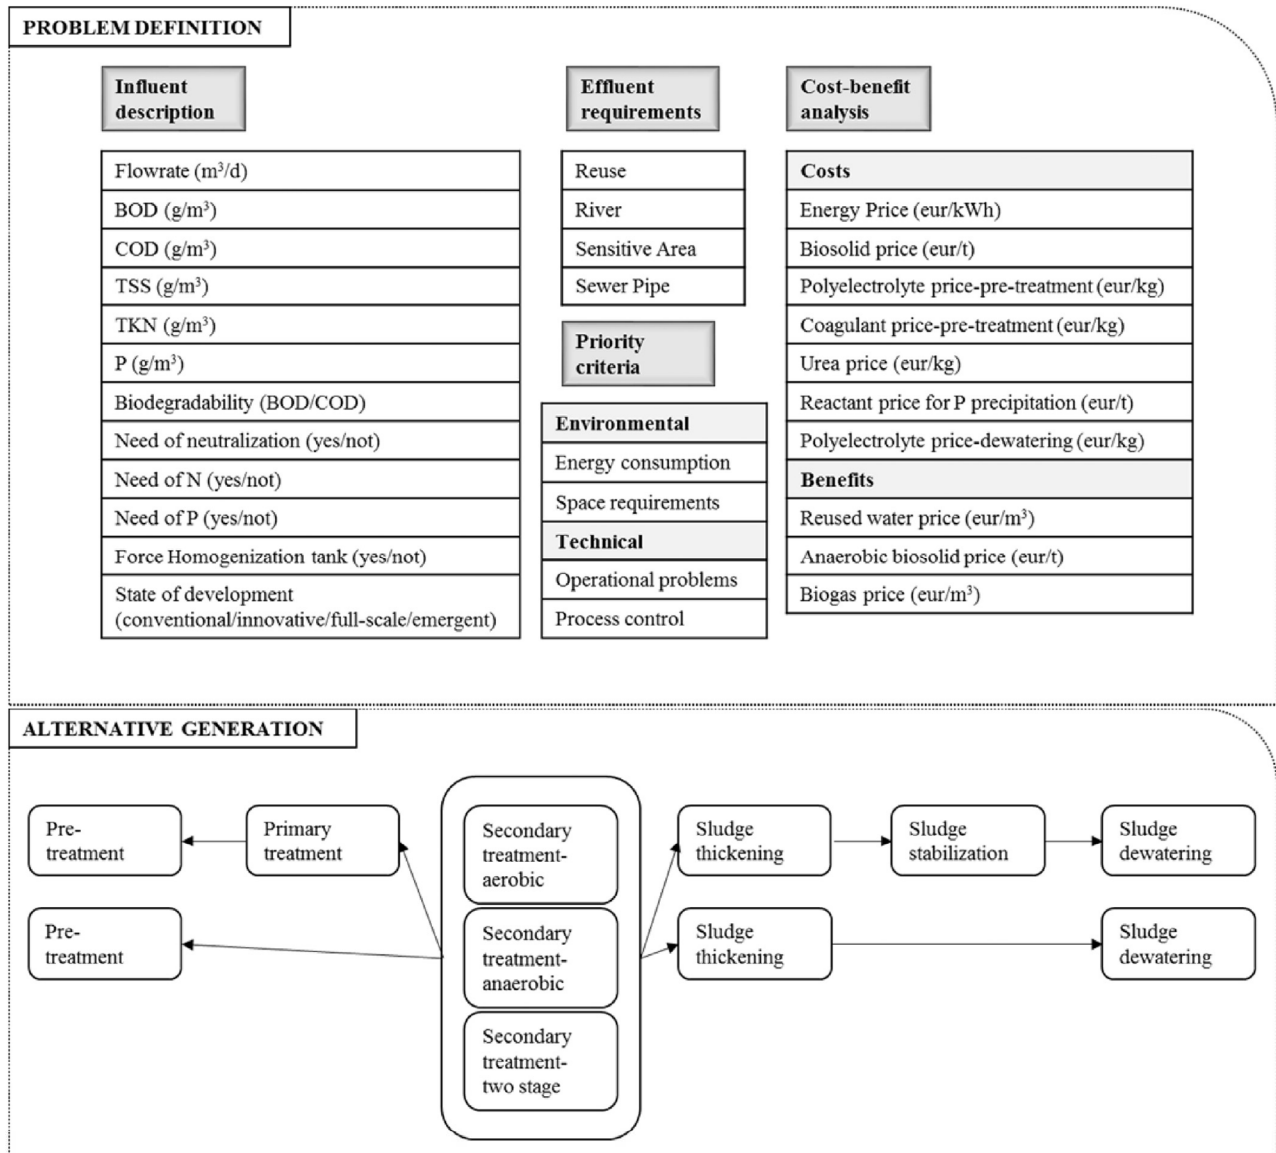 PROBLEM DEFINITION
Influent
description
Flowrate (m³/d)
BOD (g/m³)
COD (g/m³)
TSS (g/m³)
TKN (g/m³)
P (g/m³)
Biodegradability (BOD/COD)
Need of neutralization (yes/not)
Need of N (yes/not)
Need of P (yes/not)
Force Homogenization tank (yes/not)
State of development
(conventional/innovative/full-scale/emergent)
Effluent
requirements
Reuse
River
Sensitive Area
Sewer Pipe
Priority
criteria
Environmental
Energy consumption
Space requirements
Technical
Operational problems
Process control
Cost-benefit
analysis
Costs
Energy Price (eur/kWh)
Biosolid price (eur/t)
Polyelectrolyte price-pre-treatment (eur/kg)
Coagulant price-pre-treatment (eur/kg)
Urea price (eur/kg)
Reactant price for P precipitation (eur/t)
Polyelectrolyte price-dewatering (eur/kg)
Benefits
Reused water price (eur/m³)
Anaerobic biosolid price (eur/t)
Biogas price (eur/m³)
ALTERNATIVE GENERATION
Pre-
treatment
Primary
treatment
Pre-
treatment
Secondary
treatment-
aerobic
Secondary
treatment-
anaerobic
Secondary
treatment-
two stage
Sludge
thickening
Sludge
stabilization
Sludge
dewatering
Sludge
thickening
Sludge
dewatering